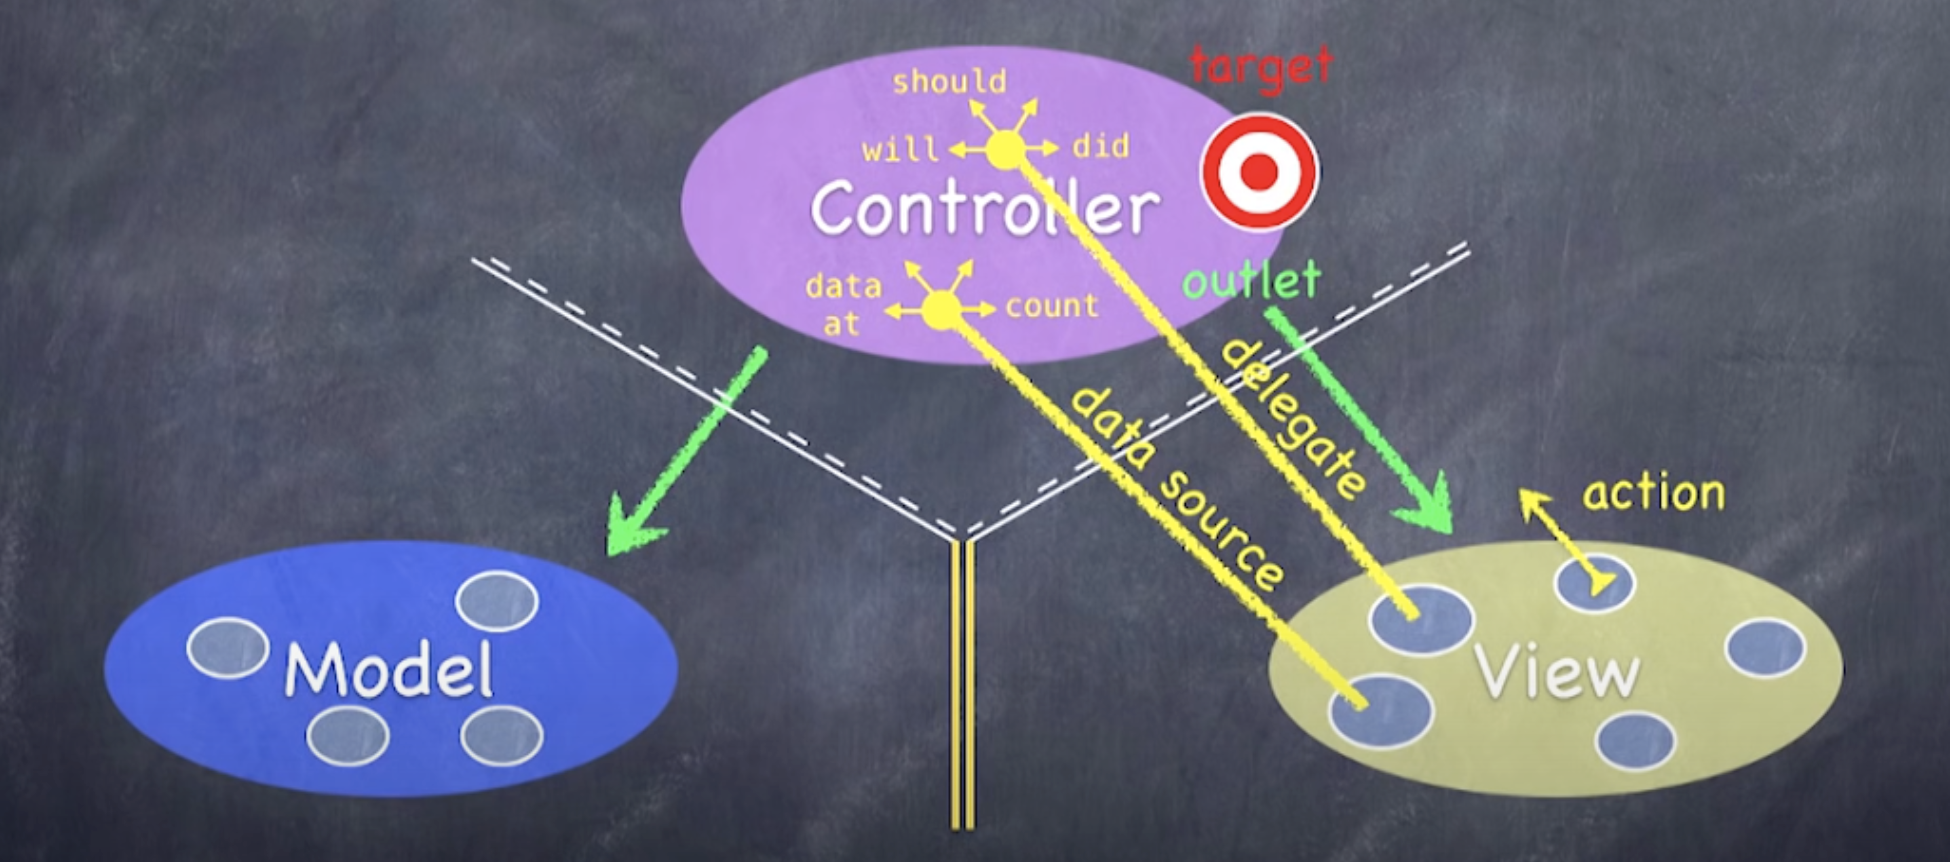 should
target
will
did
Controller
data
at
count
outlet
delegate
data source
action
Model
View